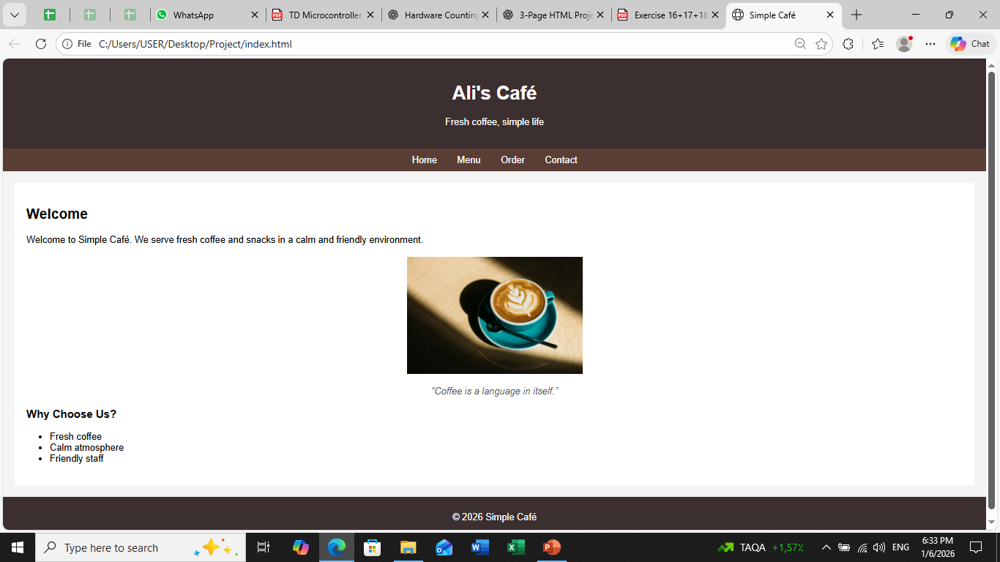 WhatsApp
TD Microcontroller
Hardware Counting
3-Page HTML Proje
Exercise 16+17+18
Simple Café
File C:/Users/USER/Desktop/Project/index.html
Chat
Ali's Café
Fresh coffee, simple life
Home Menu Order Contact
Welcome
Welcome to Simple Café. We serve fresh coffee and snacks in a calm and friendly environment.
“Coffee is a language in itself.”
Why Choose Us?
• Fresh coffee
• Calm atmosphere
• Friendly staff
© 2026 Simple Café
Type here to search
TAQA +1,57%
ENG
6:33 PM
1/6/2026